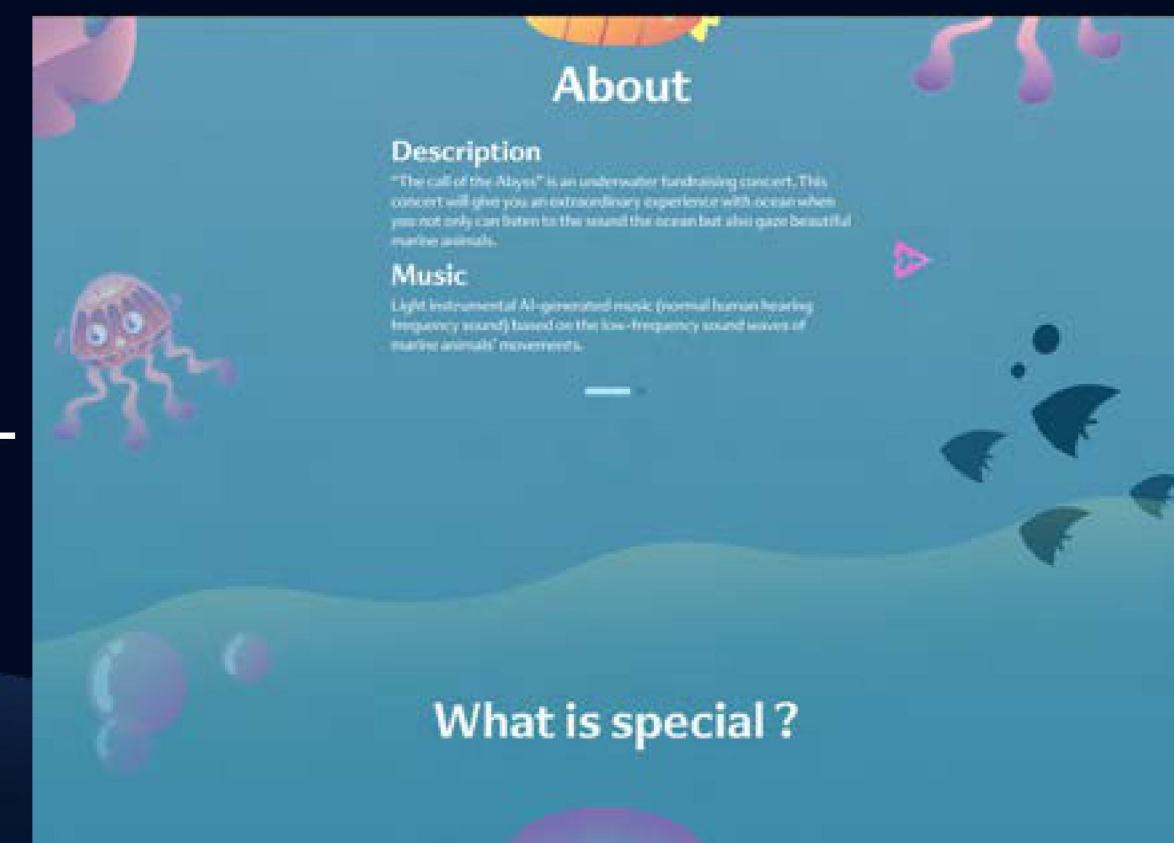 About
Description
"The call of the Abyss" is an underwater fundraising concert. This
concert will give you an extraordinary experience with ocean when
you not only can listen to the sound the ocean but also gaze beautiful
marine animals.
Music
Light instrumental AI-generated music (normal human hearing
frequency sound) based on the low-frequency sound waves of
marine animals' movements.
What is special ?